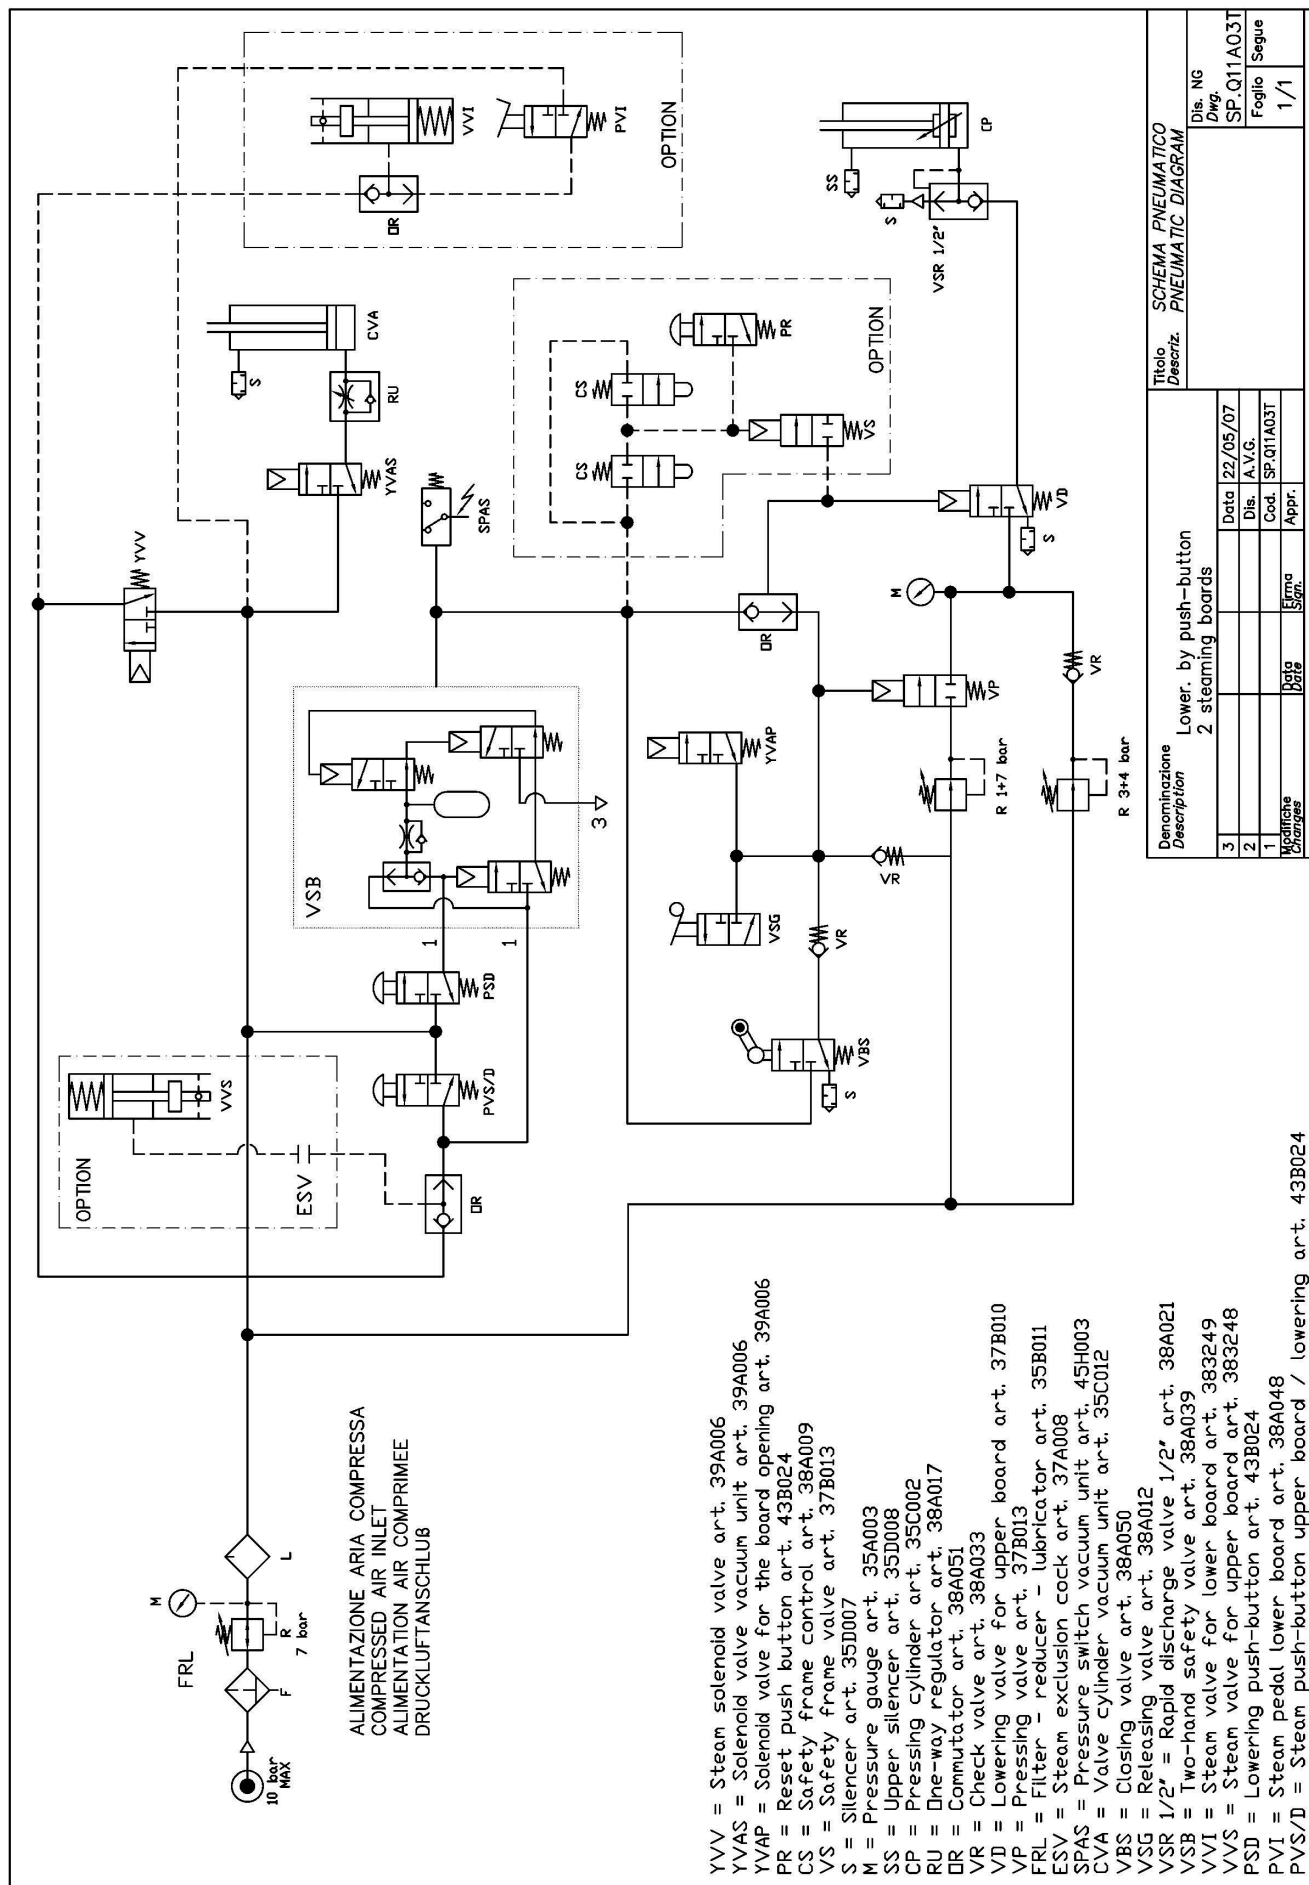 10 bar
MAX
FRL
F
M
R
7 bar
L
ALIMENTAZIONE ARIA COMPRESSA
COMPRESSED AIR INLET
ALIMENTATION AIR COMPRIMEE
DRUCKLUFTANSCHLUß
OPTION
VVS
ESV
OR
PVS/D
PSD
1
1
VSB
3
YVV
YVAS
RU
S
CVA
SPAS
OPTION
OR
VVI
PVI
CS
CS
PR
VS
OPTION
VSR 1/2"
S
SS
CP
VD
S
M
OR
VP
YVAP
VSG
VR
VR
VR
VBS
S
R 1÷7 bar
R 3÷4 bar
YVV = Steam solenoid valve art. 39A006
YVAS = Solenoid valve vacuum unit art. 39A006
YVAP = Solenoid valve for the board opening art. 39A006
PR = Reset push button art. 43B024
CS = Safety frame control art. 38A009
VS = Safety frame valve art. 37B013
S = Silencer art. 35D007
M = Pressure gauge art. 35A003
SS = Upper silencer art. 35D008
CP = Pressing cylinder art. 35C002
RU = One-way regulator art. 38A017
OR = Commutator art. 38A051
VR = Check valve art. 38A033
VD = Lowering valve for upper board art. 37B010
VP = Pressing valve art. 37B013
FRL = Filter - reducer - lubricator art. 35B011
ESV = Steam exclusion cock art. 37A008
SPAS = Pressure switch vacuum unit art. 45H003
CVA = Valve cylinder vacuum unit art. 35C012
VBS = Closing valve art. 38A050
VSG = Releasing valve art. 38A012
VSR 1/2" = Rapid discharge valve 1/2" art. 38A021
VSB = Two-hand safety valve art. 38A039
VVI = Steam valve for lower board art. 383249
VVS = Steam valve for upper board art. 383248
PSD = Lowering push-button art. 43B024
PVI = Steam pedal lower board art. 38A048
PVS/D = Steam push-button upper board / lowering art. 43B024
Denominazione
Description
Lower. by push-button
2 steaming boards
Titolo
Descriz.
SCHEMA PNEUMATICO
PNEUMATIC DIAGRAM
Dis. NG
Dwg.
SP.Q11A03T
Foglio
Segue
1/1
3
Data
22/05/07
2
Dis.
A.V.G.
1
Cod.
SP.Q11A03T
Modifiche
Changes
Data
Date
Firma
Sign.
Appr.